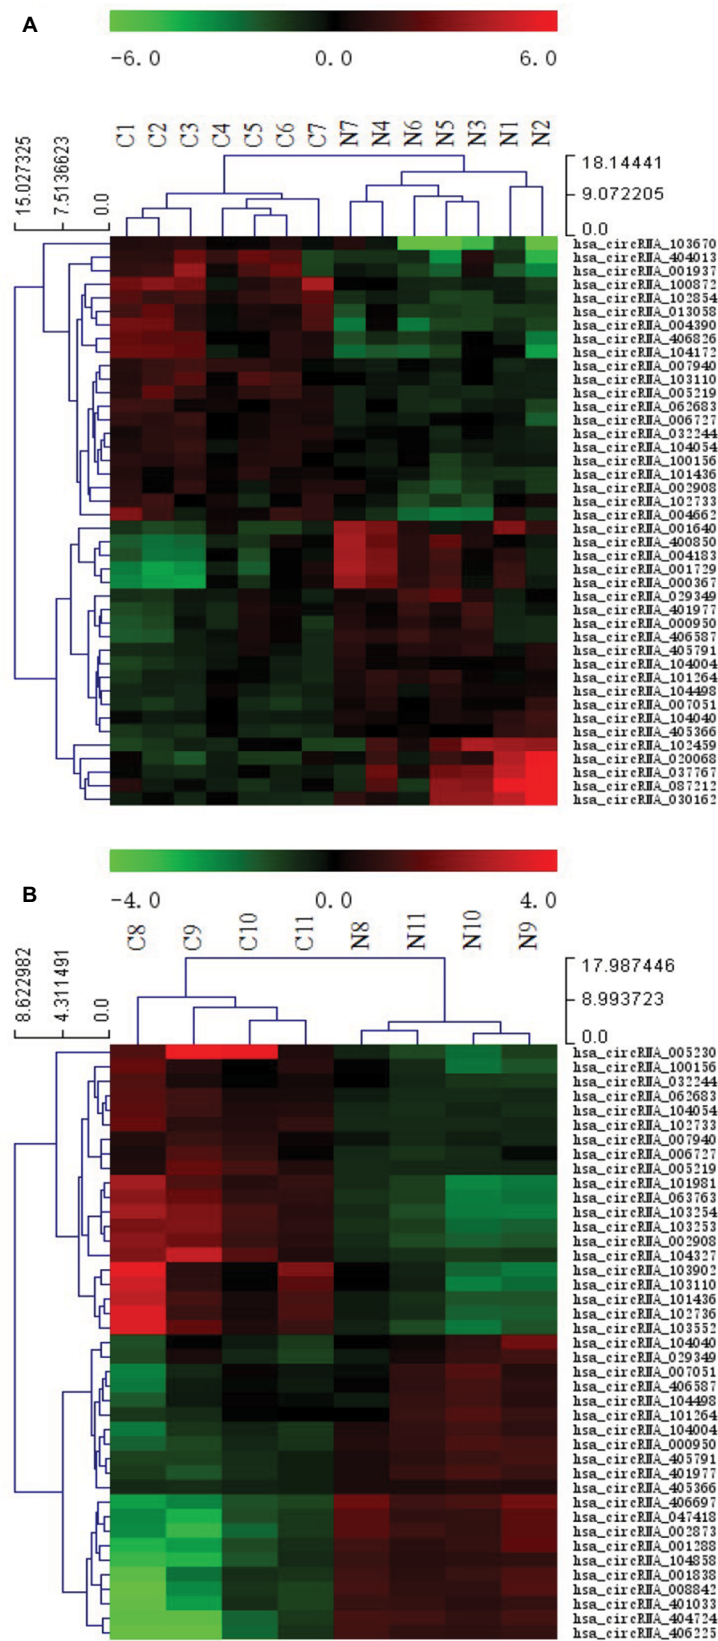 A
-6.0 0.0 6.0
C1 C2 C3 C4 C5 C6 C7 N7 N4 N6 N5 N3 N1 N2
15.027325 7.5136623 0.0
18.14441
9.072205
0.0
hsa_circRNA_103670
hsa_circRNA_404013
hsa_circRNA_001937
hsa_circRNA_100872
hsa_circRNA_102854
hsa_circRNA_013058
hsa_circRNA_004390
hsa_circRNA_406826
hsa_circRNA_104172
hsa_circRNA_007940
hsa_circRNA_103110
hsa_circRNA_005219
hsa_circRNA_062683
hsa_circRNA_006727
hsa_circRNA_032244
hsa_circRNA_104054
hsa_circRNA_100156
hsa_circRNA_101436
hsa_circRNA_002908
hsa_circRNA_102733
hsa_circRNA_004662
hsa_circRNA_001640
hsa_circRNA_400850
hsa_circRNA_004183
hsa_circRNA_001729
hsa_circRNA_000367
hsa_circRNA_029349
hsa_circRNA_401977
hsa_circRNA_000950
hsa_circRNA_406587
hsa_circRNA_405791
hsa_circRNA_104004
hsa_circRNA_101264
hsa_circRNA_104498
hsa_circRNA_007051
hsa_circRNA_104040
hsa_circRNA_405366
hsa_circRNA_102459
hsa_circRNA_020068
hsa_circRNA_037767
hsa_circRNA_087212
hsa_circRNA_030162
B
-4.0 0.0 4.0
C8 C9 C10 C11 N8 N11 N10 N9
8.622982 4.311491 0.0
17.987446
8.993723
0.0
hsa_circRNA_005230
hsa_circRNA_100156
hsa_circRNA_032244
hsa_circRNA_062683
hsa_circRNA_104054
hsa_circRNA_102733
hsa_circRNA_007940
hsa_circRNA_006727
hsa_circRNA_005219
hsa_circRNA_101981
hsa_circRNA_063763
hsa_circRNA_103254
hsa_circRNA_103253
hsa_circRNA_002908
hsa_circRNA_104327
hsa_circRNA_103902
hsa_circRNA_103110
hsa_circRNA_101436
hsa_circRNA_102736
hsa_circRNA_103552
hsa_circRNA_104040
hsa_circRNA_029349
hsa_circRNA_007051
hsa_circRNA_406587
hsa_circRNA_104498
hsa_circRNA_101264
hsa_circRNA_104004
hsa_circRNA_000950
hsa_circRNA_405791
hsa_circRNA_401977
hsa_circRNA_405366
hsa_circRNA_406697
hsa_circRNA_047418
hsa_circRNA_002873
hsa_circRNA_001288
hsa_circRNA_104858
hsa_circRNA_001838
hsa_circRNA_008842
hsa_circRNA_401033
hsa_circRNA_404724
hsa_circRNA_406225